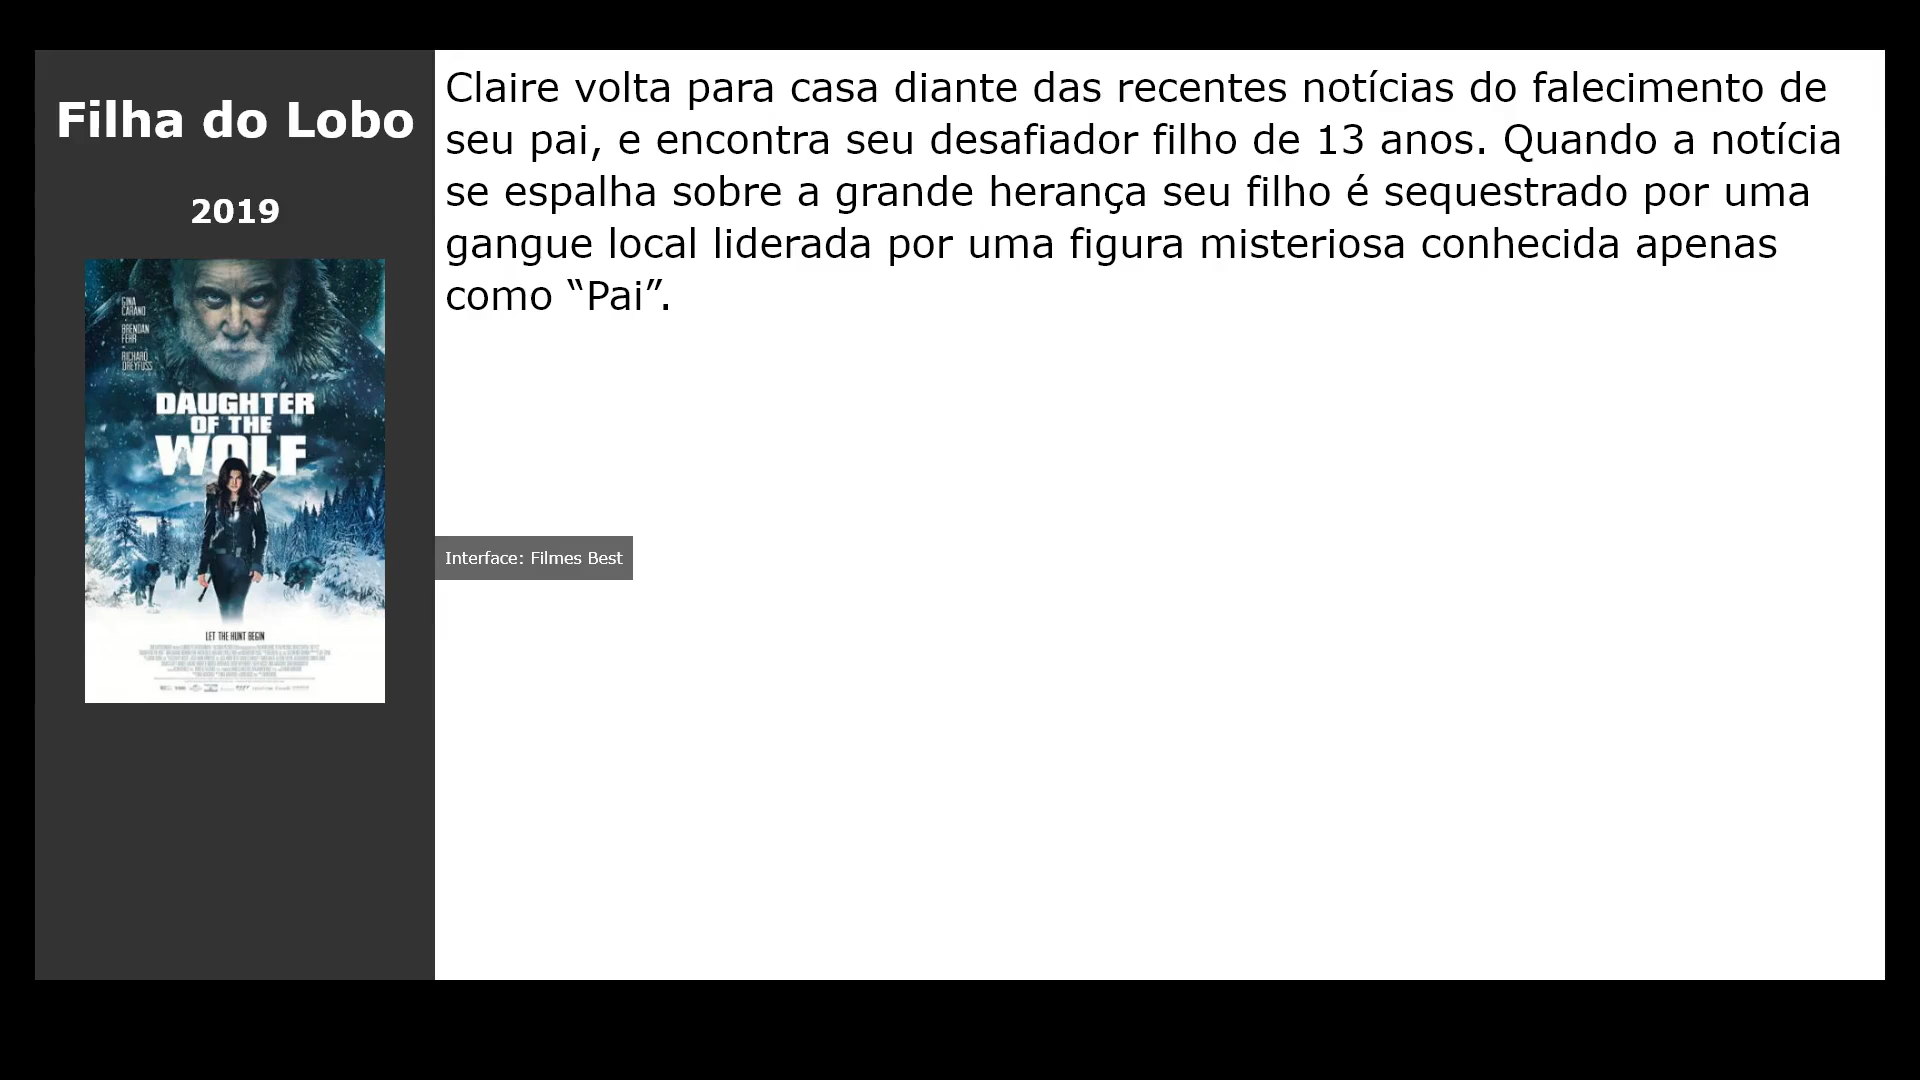 Filha do Lobo
2019
GINA
CARANO
BRENDAN
FEHR
RICHARD
DREYFUSS
DAUGHTER
OF THE
WOLF
LET THE HUNT BEGIN
Claire volta para casa diante das recentes notícias do falecimento de
seu pai, e encontra seu desafiador filho de 13 anos. Quando a notícia
se espalha sobre a grande herança seu filho é sequestrado por uma
gangue local liderada por uma figura misteriosa conhecida apenas
como “Pai”.
Interface: Filmes Best